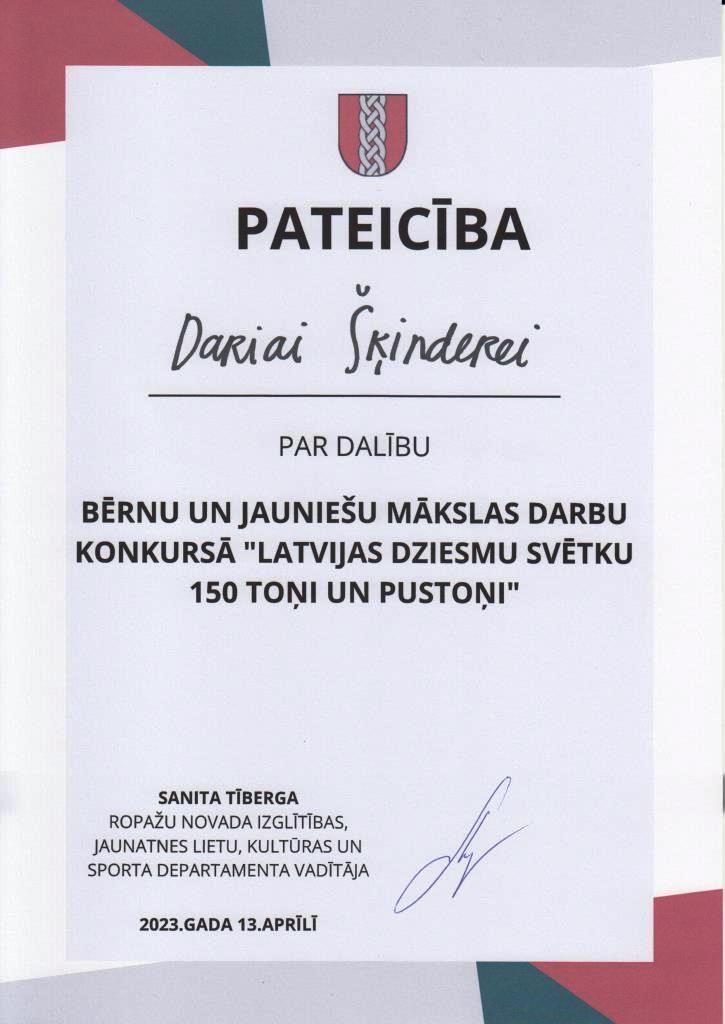 PATEICĪBA
Dariai Šķinderei
PAR DALĪBU
BĒRNU UN JAUNIEŠU MĀKSLAS DARBU
KONKURSĀ "LATVIJAS DZIESMU SVĒTKU
150 TOŅI UN PUSTOŅI"
SANITA TĪBERGA
ROPAŽU NOVADA IZGLĪTĪBAS,
JAUNATNES LIETU, KULTŪRAS UN
SPORTA DEPARTAMENTA VADĪTĀJA
2023.GADA 13.APRĪLĪ